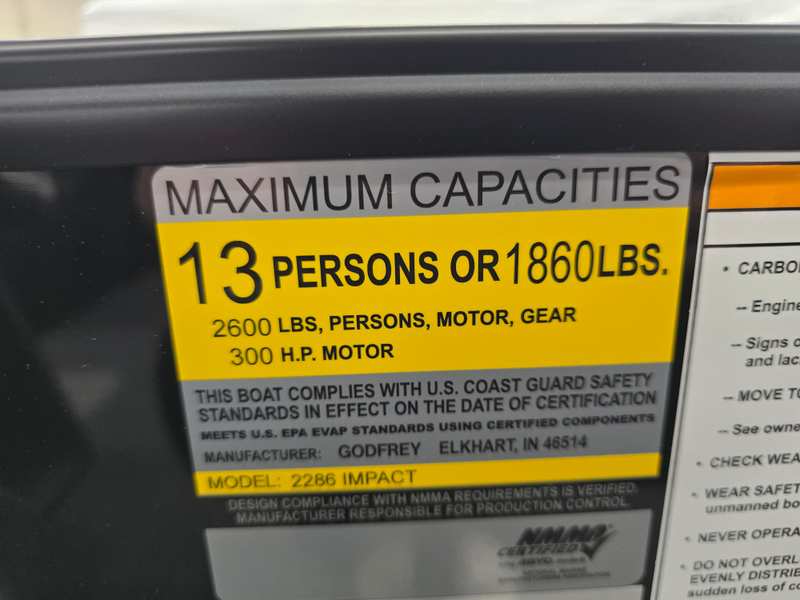 MAXIMUM CAPACITIES
13 PERSONS OR 1860 LBS.
2600 LBS, PERSONS, MOTOR, GEAR
300 H.P. MOTOR
THIS BOAT COMPLIES WITH U.S. COAST GUARD SAFETY
STANDARDS IN EFFECT ON THE DATE OF CERTIFICATION
MEETS U.S. EPA EVAP STANDARDS USING CERTIFIED COMPONENTS
MANUFACTURER: GODFREY ELKHART, IN 46514
MODEL: 2286 IMPACT
DESIGN COMPLIANCE WITH NMMA REQUIREMENTS IS VERIFIED.
MANUFACTURER RESPONSIBLE FOR PRODUCTION CONTROL.
NMMA
CERTIFIED
• CARBO
-- Engine
-- Signs
and lac
-- MOVE TO
-- See owne
• CHECK WEA
• WEAR SAFET
unmanned bo
• NEVER OPERA
• DO NOT OVERL
EVENLY DISTRIB
sudden loss of co